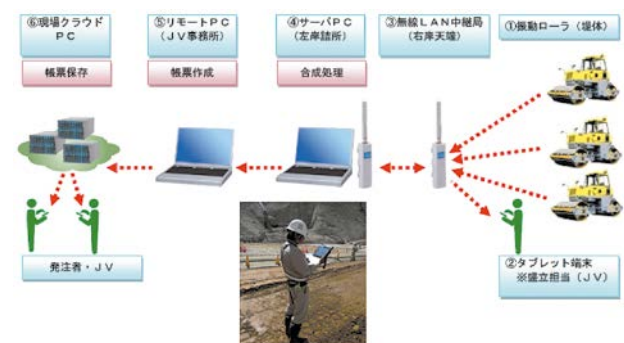 ⑥現場クラウド
ＰＣ
帳票保存
⑤リモートＰＣ
（ＪＶ事務所）
帳票作成
④サーバＰＣ
（左岸詰所）
合成処理
③無線ＬＡＮ中継局
（右岸天端）
①振動ローラ（堤体）
発注者・ＪＶ
②タブレット端末
※盛立担当（ＪＶ）